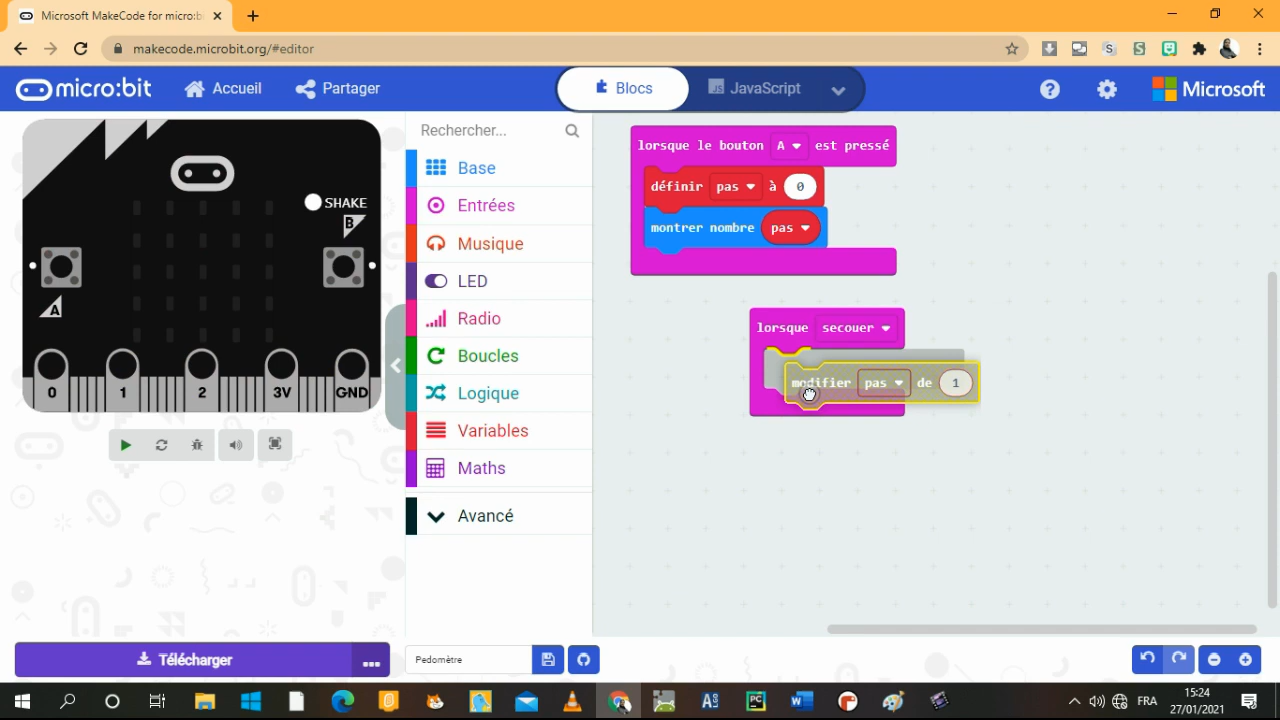 Microsoft MakeCode for micro:b
makecode.microbit.org/#editor
micro:bit
Accueil
Partager
Blocs
JS JavaScript
Microsoft
SHAKE
B
A
0 1 2 3V GND
Rechercher...
Base
Entrées
Musique
LED
Radio
Boucles
Logique
Variables
Maths
Avancé
lorsque le bouton A est pressé
définir pas à 0
montrer nombre pas
lorsque secouer
modifier pas de 1
Télécharger ...
Pedomètre
FRA
15:24
27/01/2021